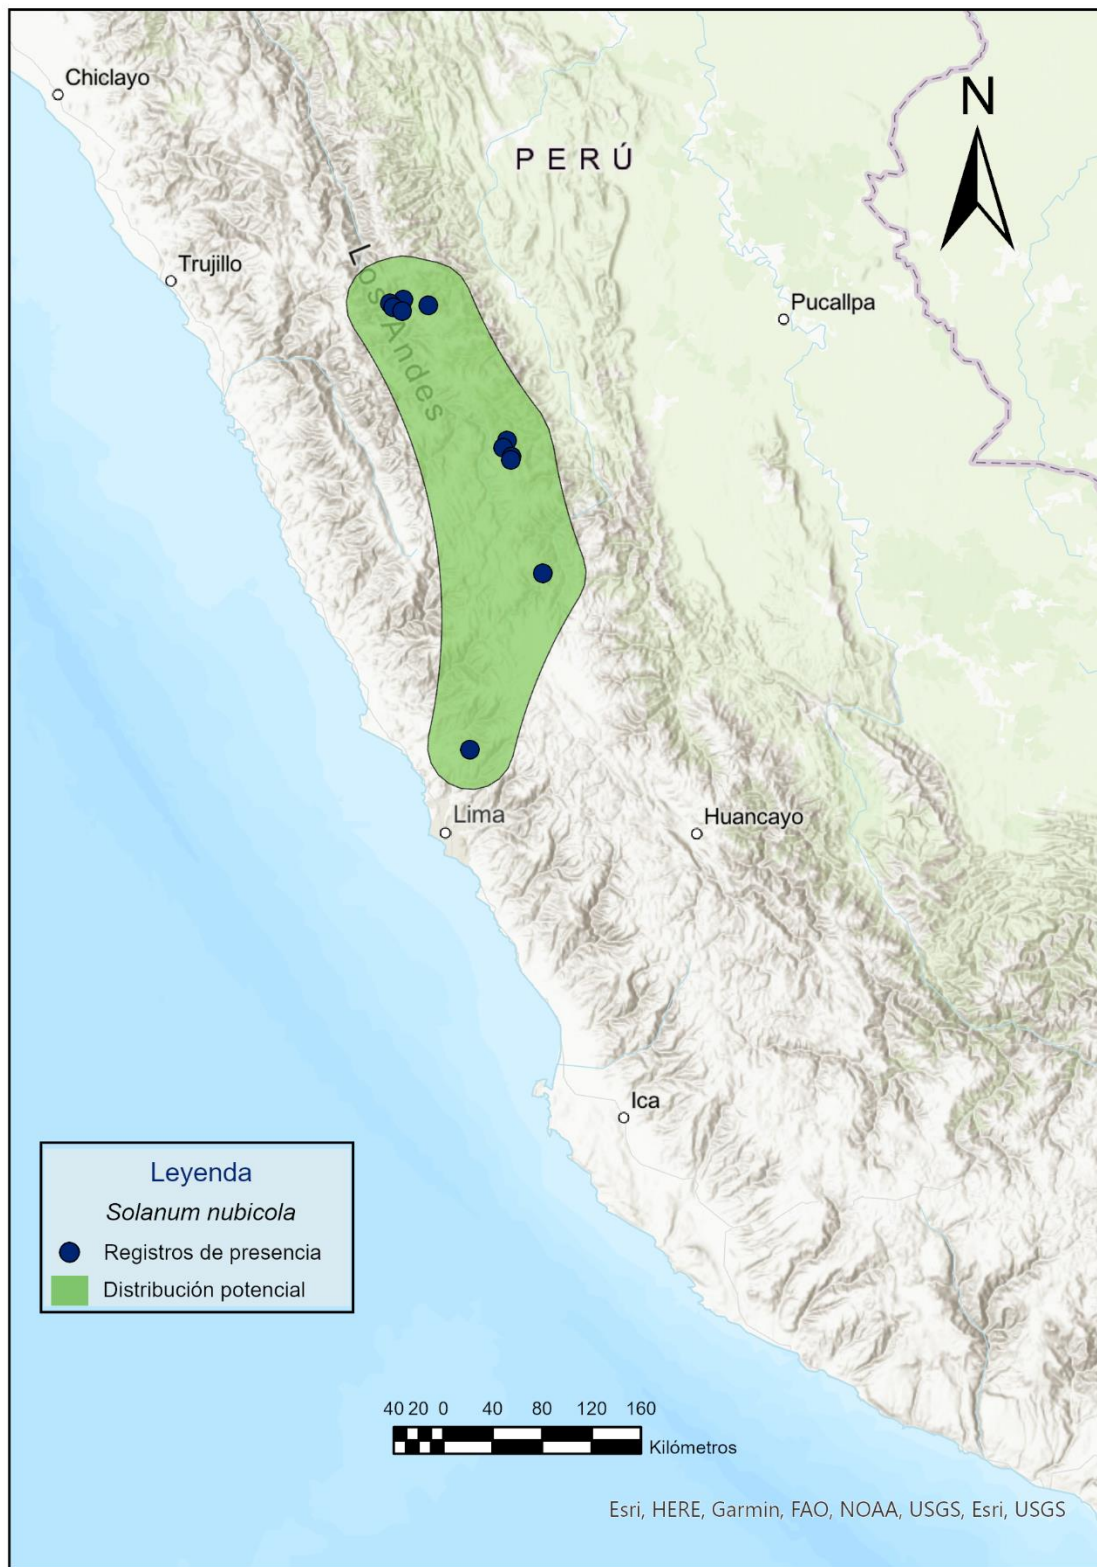 Chiclayo
N
PERÚ
Trujillo
Los Andes
Pucallpa
Lima
Huancayo
Ica
Leyenda
Solanum nubicola
Registros de presencia
Distribución potencial
40 20 0 40 80 120 160
Kilómetros
Esri, HERE, Garmin, FAO, NOAA, USGS, Esri, USGS